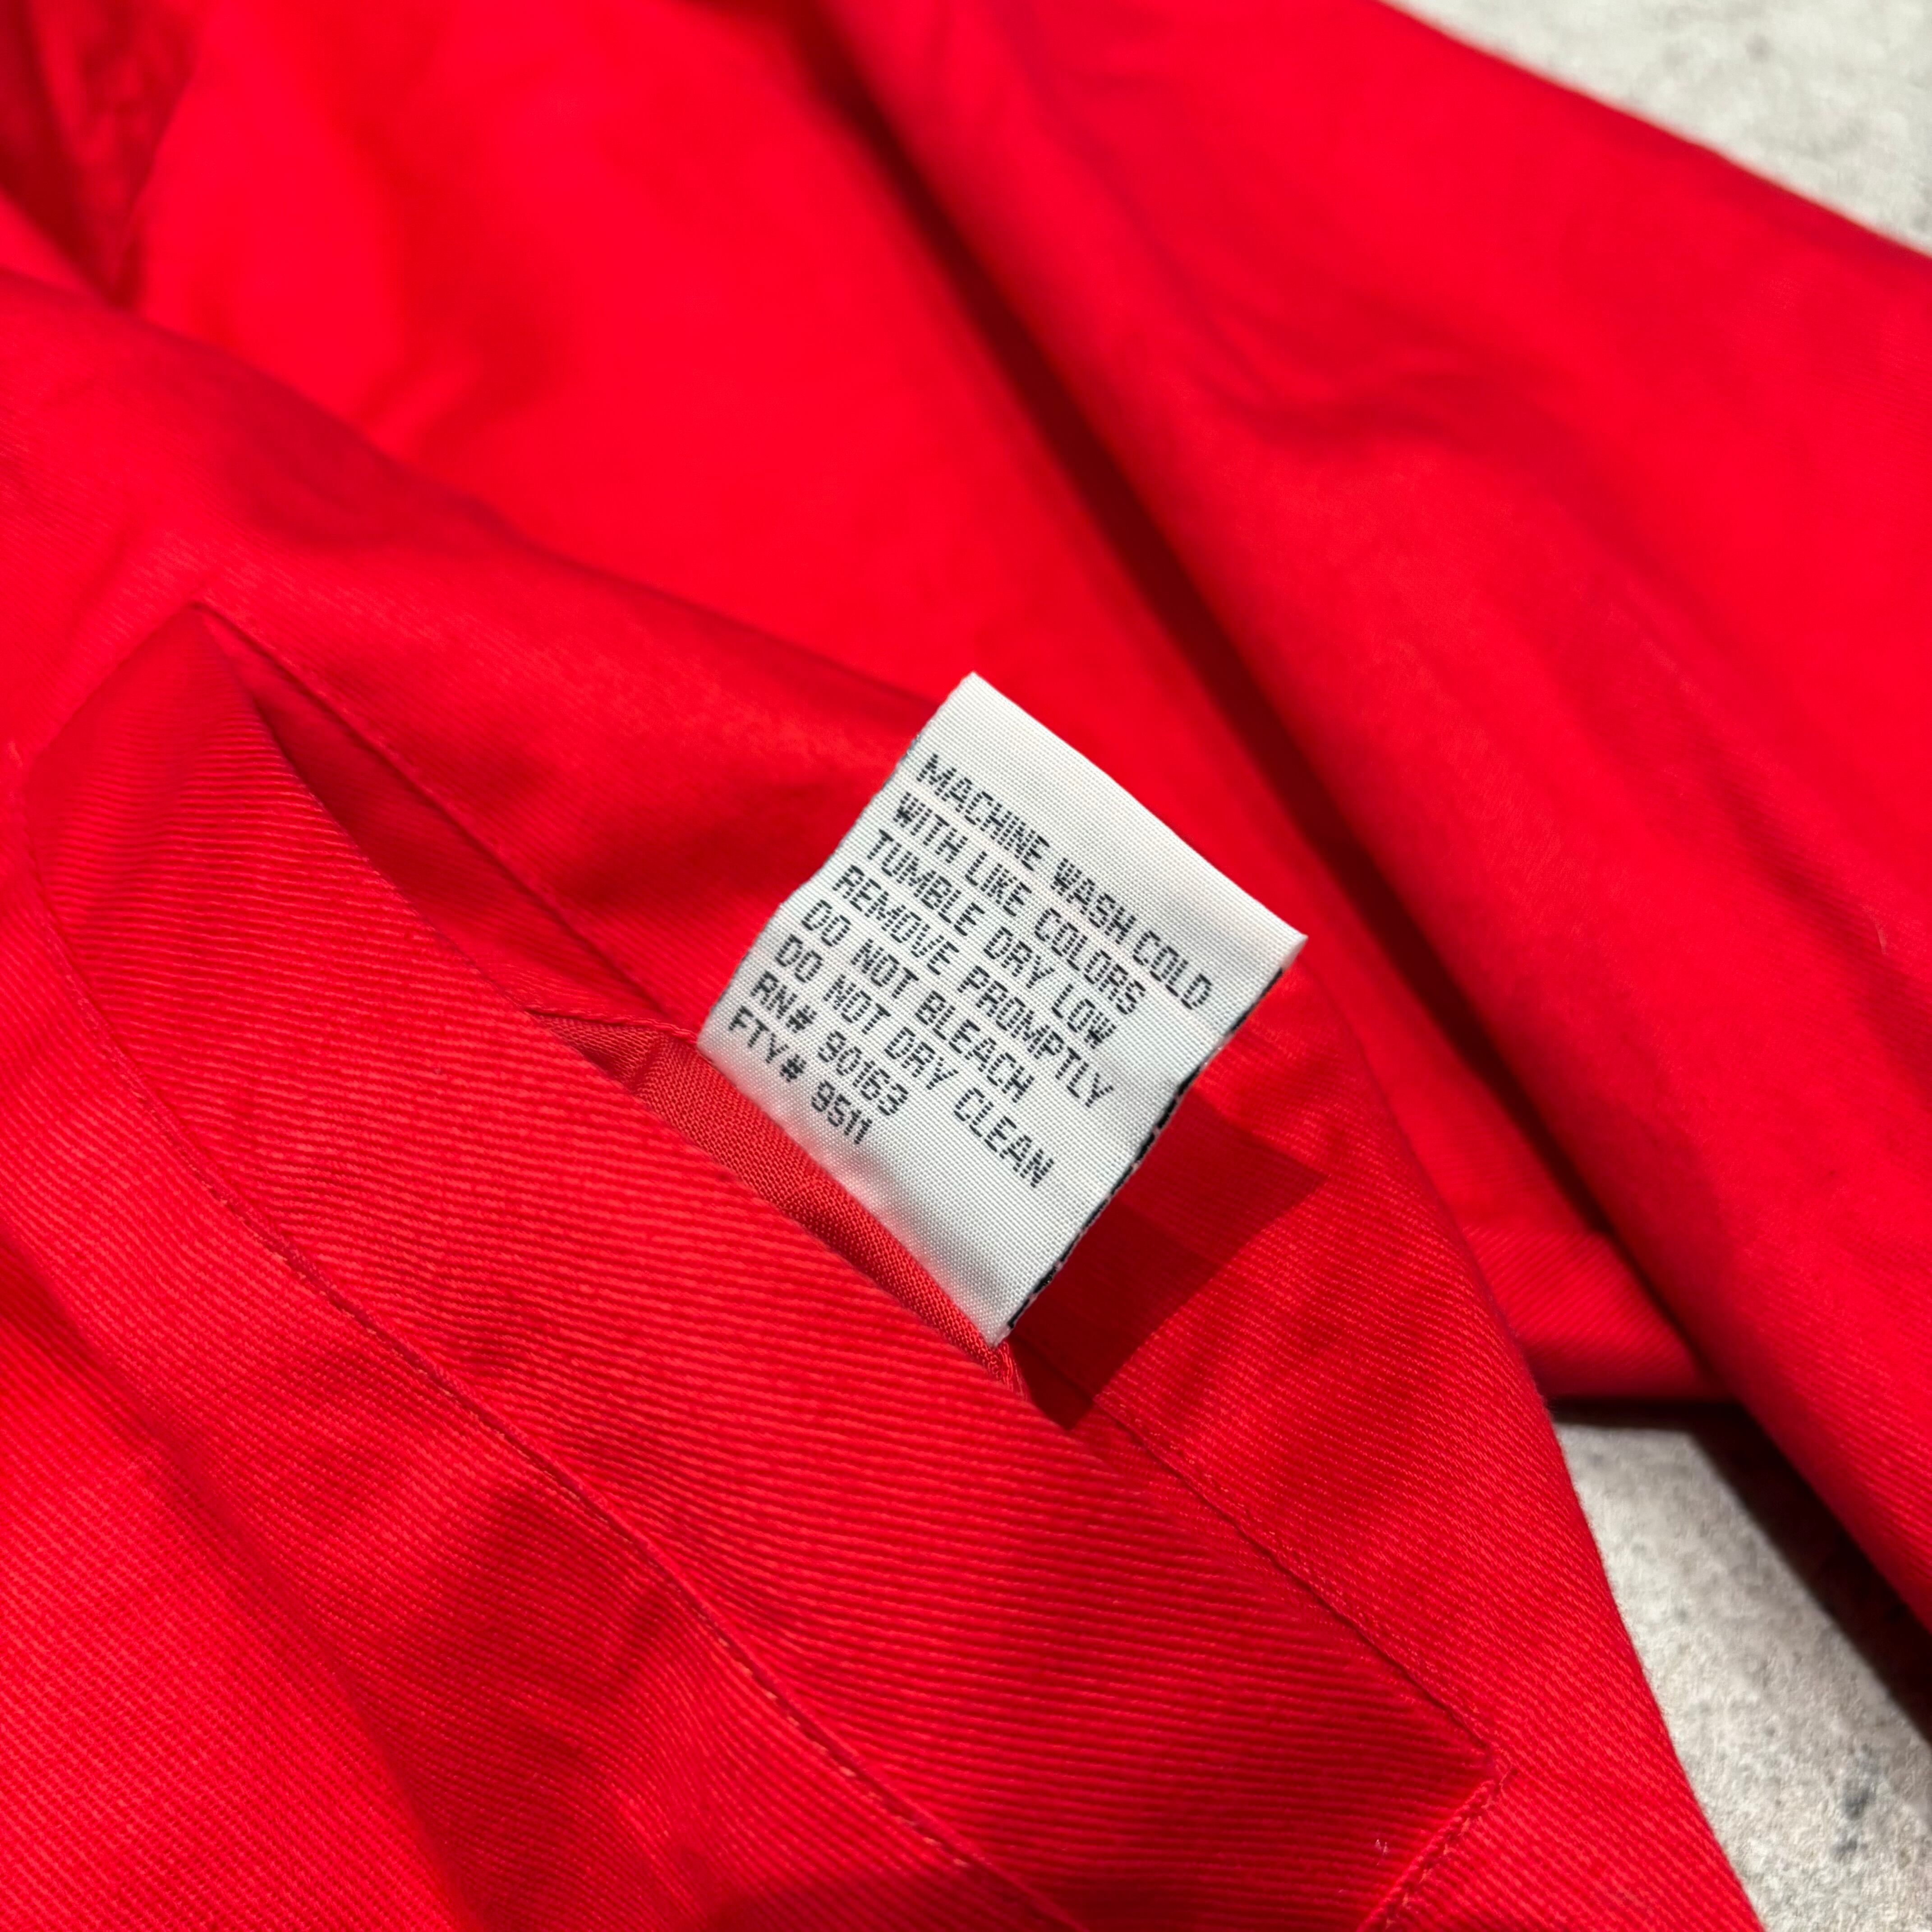 MACHINE WASH COLD
WITH LIKE COLORS
TUMBLE DRY LOW
REMOVE PROMPTLY
DO NOT BLEACH
DO NOT DRY CLEAN
RN# 90163
FTY# 9511